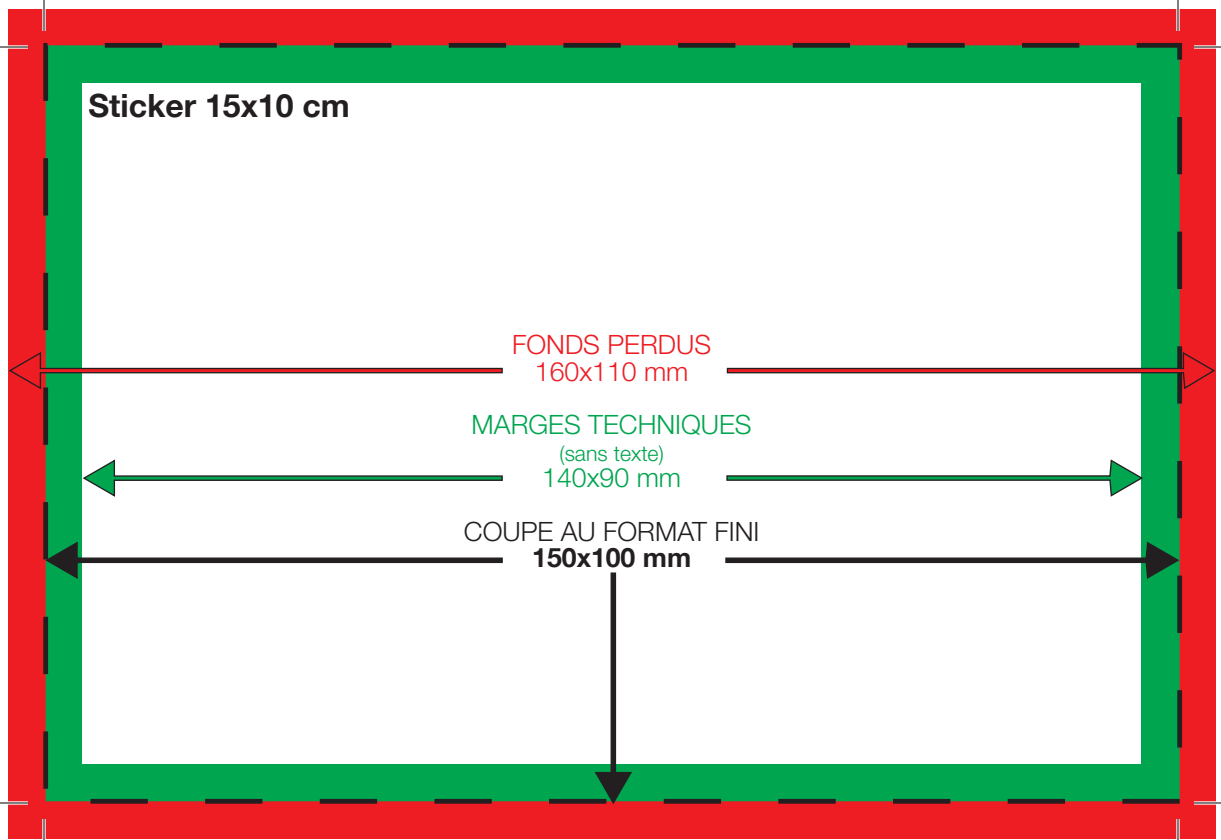 Sticker 15x10 cm
FONDS PERDUS
160x110 mm
MARGES TECHNIQUES
(sans texte)
140x90 mm
COUPE AU FORMAT FINI
150x100 mm